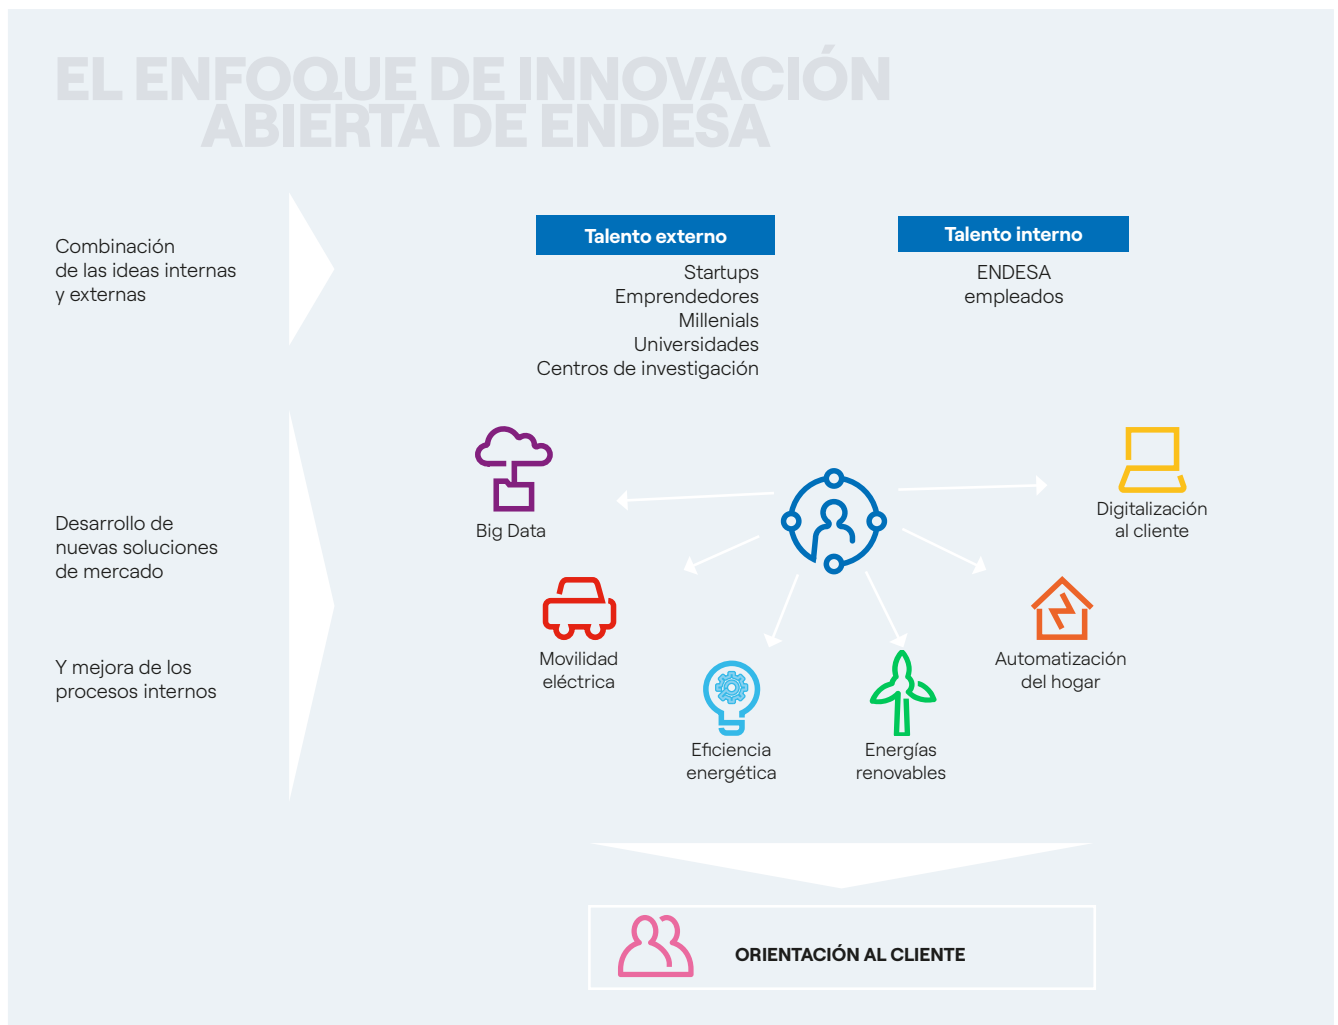 EL ENFOQUE DE INNOVACIÓN
ABIERTA DE ENDESA
Combinación
de las ideas internas
y externas
Talento externo
Startups
Emprendedores
Millenials
Universidades
Centros de investigación
Talento interno
ENDESA
empleados
Desarrollo de
nuevas soluciones
de mercado
Y mejora de los
procesos internos
Big Data
Movilidad
eléctrica
Eficiencia
energética
Energías
renovables
Automatización
del hogar
Digitalización
al cliente
ORIENTACIÓN AL CLIENTE